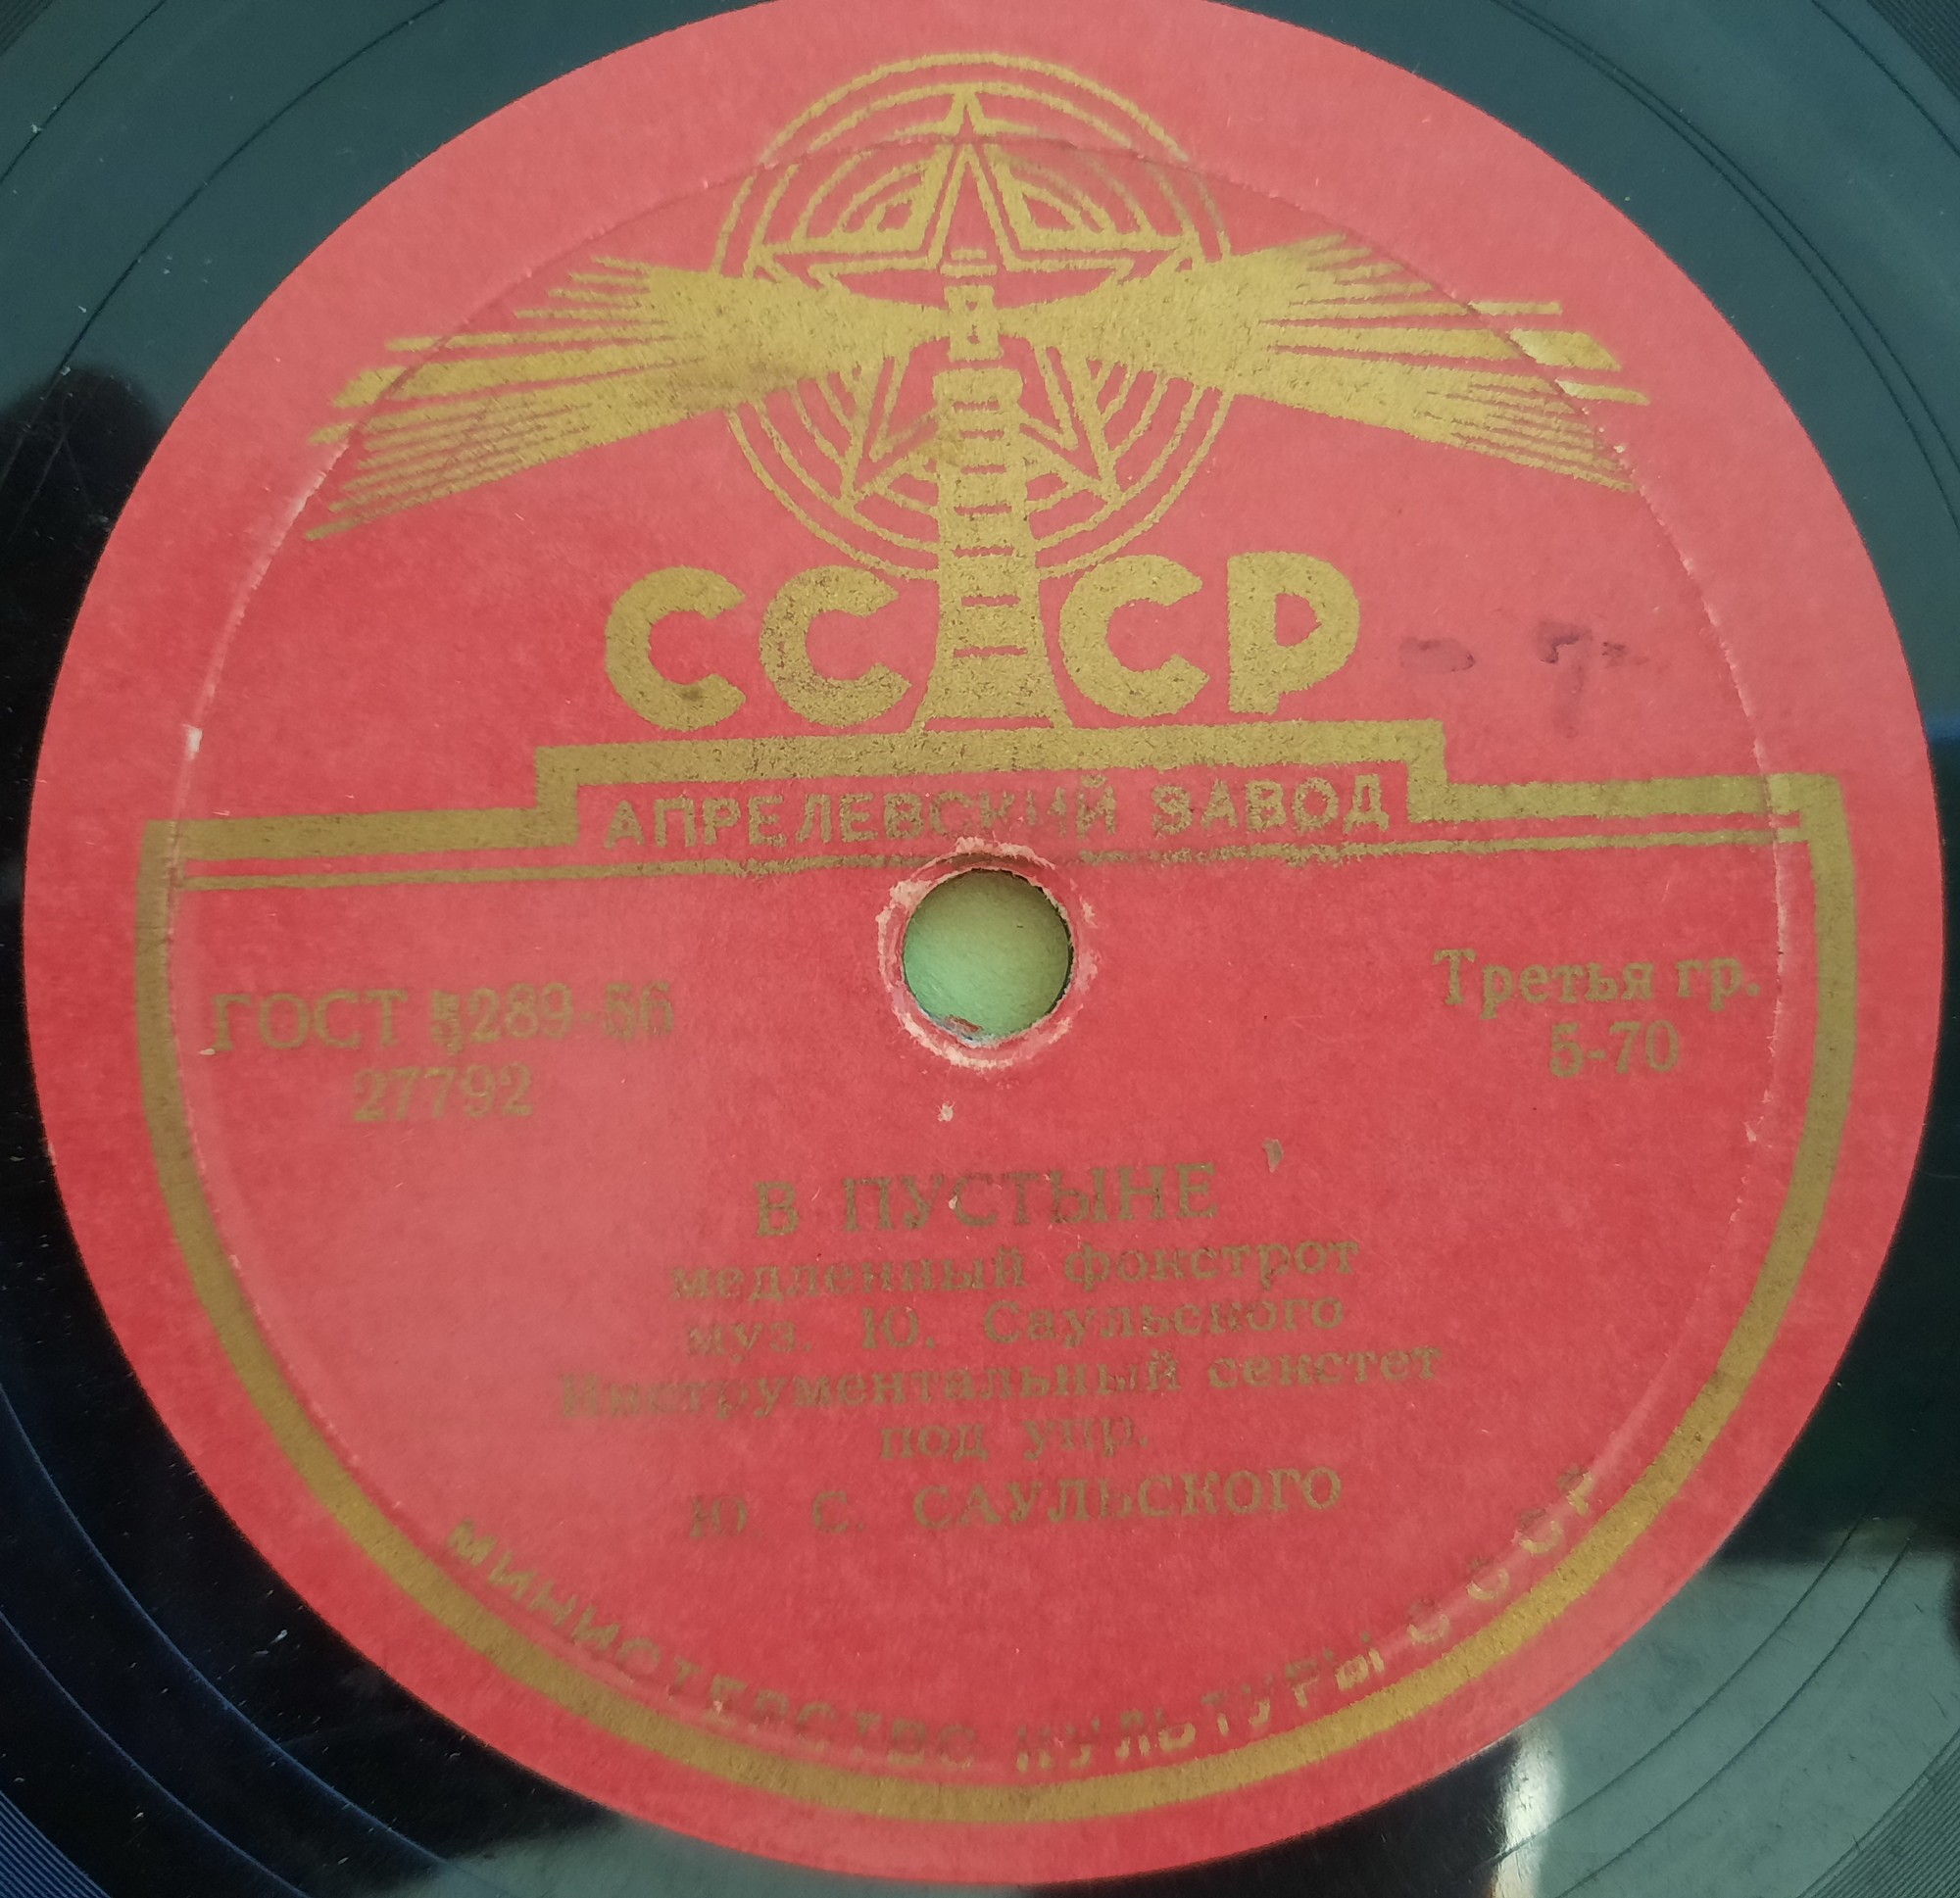 СССР
АПРЕЛЕВСКИЙ ЗАВОД
ГОСТ 5289-56
27792
Третья гр.
5-70
В ПУСТЫНЕ
медленный фокстрот
муз. Ю. Саульского
Инструментальный секстет
под упр.
Ю. С. САУЛЬСКОГО
МИНИСТЕРСТВО КУЛЬТУРЫ СССР